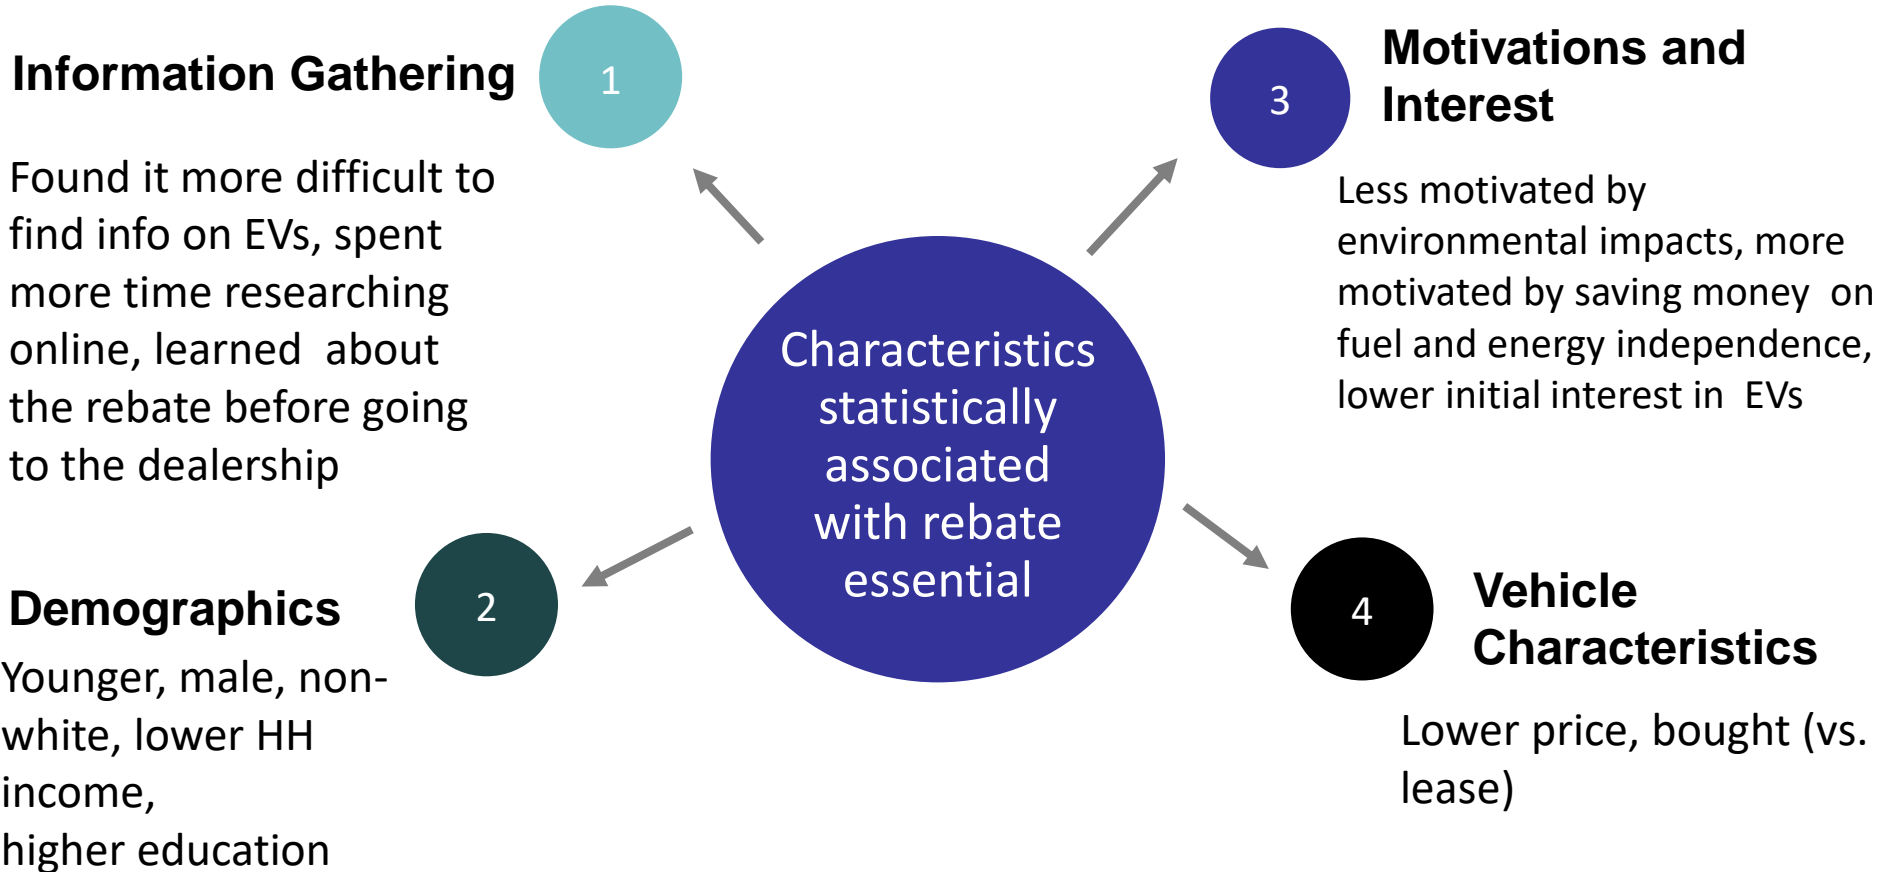 Information Gathering
1
Found it more difficult to
find info on EVs, spent
more time researching
online, learned about
the rebate before going
to the dealership
Demographics
2
Younger, male, non-
white, lower HH
income,
higher education
Characteristics
statistically
associated
with rebate
essential
3
Motivations and
Interest
Less motivated by
environmental impacts, more
motivated by saving money on
fuel and energy independence,
lower initial interest in EVs
4
Vehicle
Characteristics
Lower price, bought (vs.
lease)